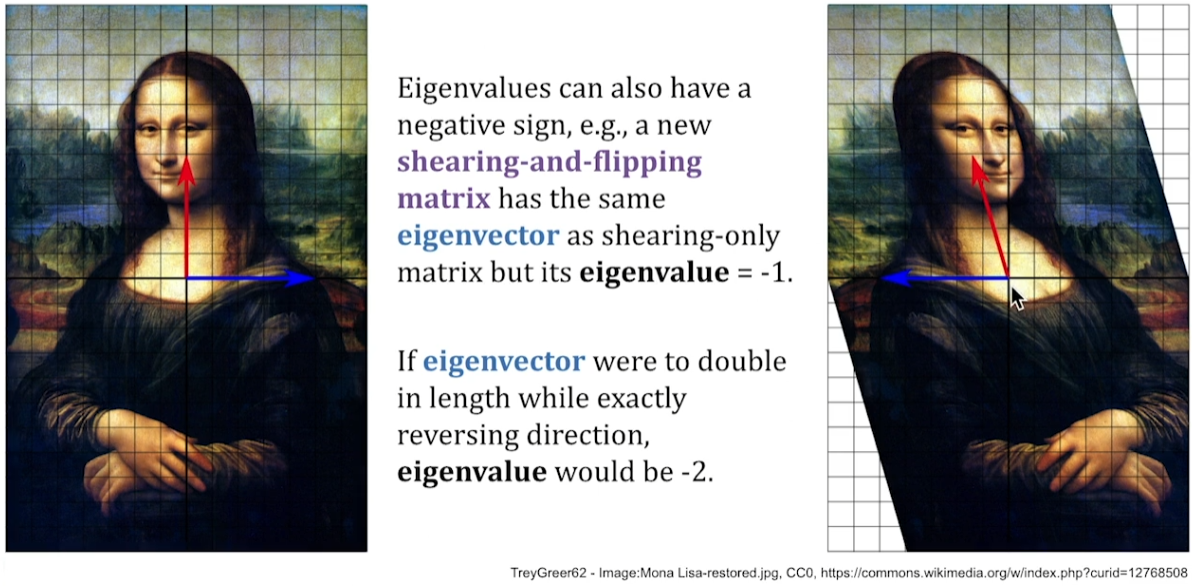 Eigenvalues can also have a
negative sign, e.g., a new
shearing-and-flipping
matrix has the same
eigenvector as shearing-only
matrix but its eigenvalue = -1.
If eigenvector were to double
in length while exactly
reversing direction,
eigenvalue would be -2.
TreyGreer62 - Image:Mona Lisa-restored.jpg, CC0, https://commons.wikimedia.org/w/index.php?curid=12768508